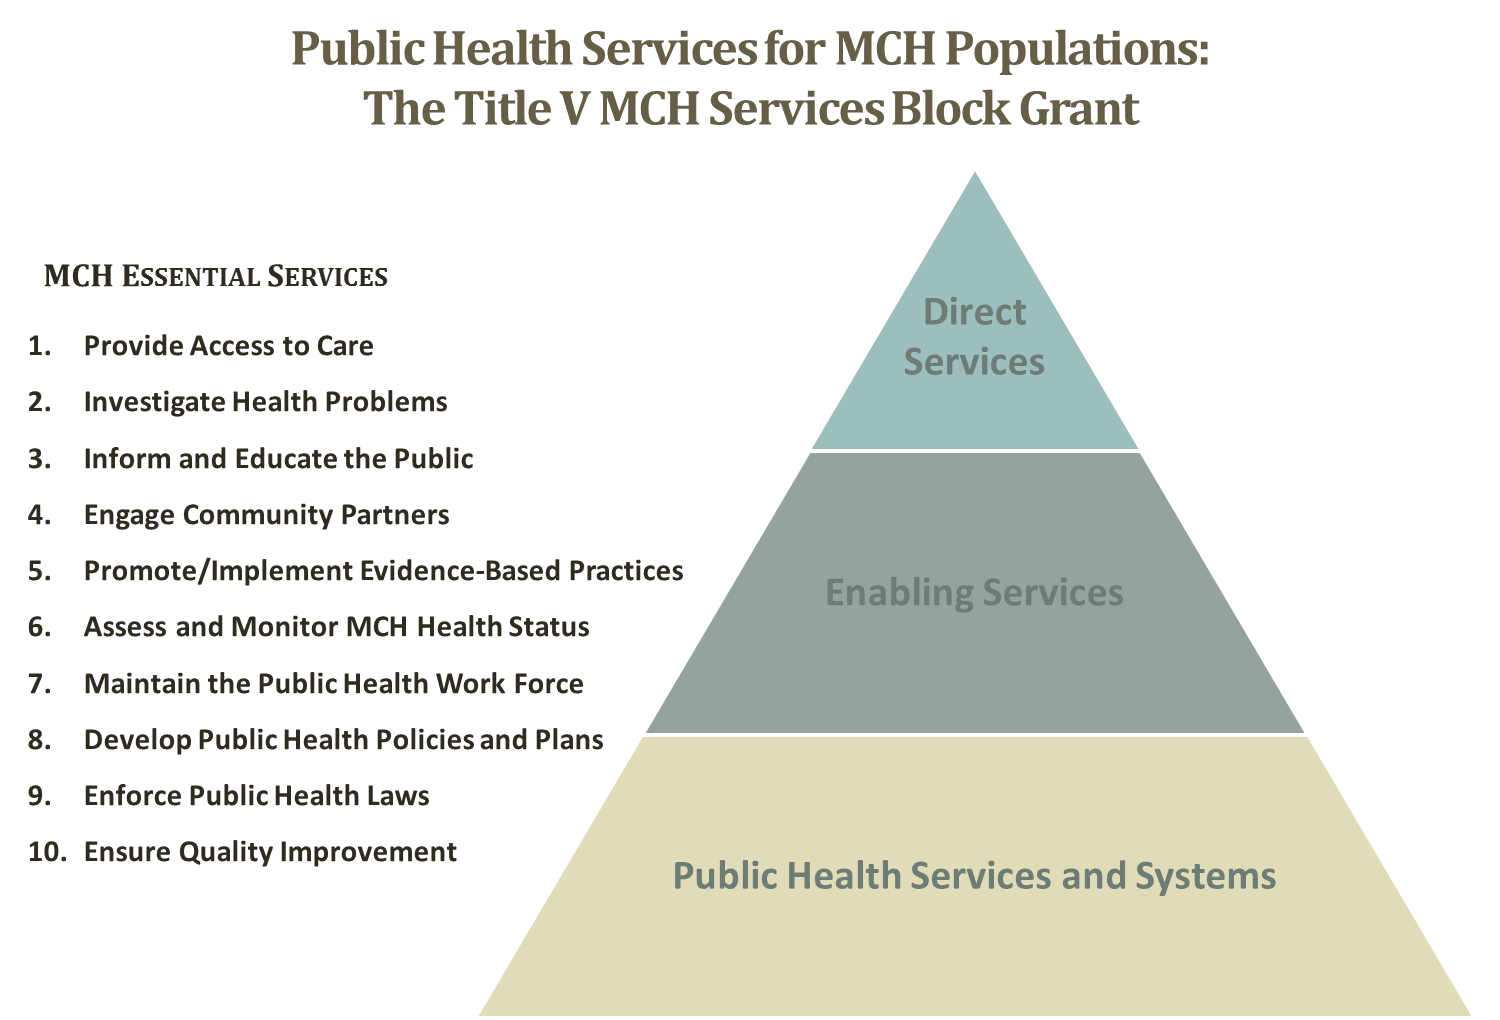 Public Health Services for MCH Populations:
The Title V MCH Services Block Grant
MCH ESSENTIAL SERVICES
1. Provide Access to Care
2. Investigate Health Problems
3. Inform and Educate the Public
4. Engage Community Partners
5. Promote/Implement Evidence-Based Practices
6. Assess and Monitor MCH Health Status
7. Maintain the Public Health Work Force
8. Develop Public Health Policies and Plans
9. Enforce Public Health Laws
10. Ensure Quality Improvement
Direct
Services
Enabling Services
Public Health Services and Systems